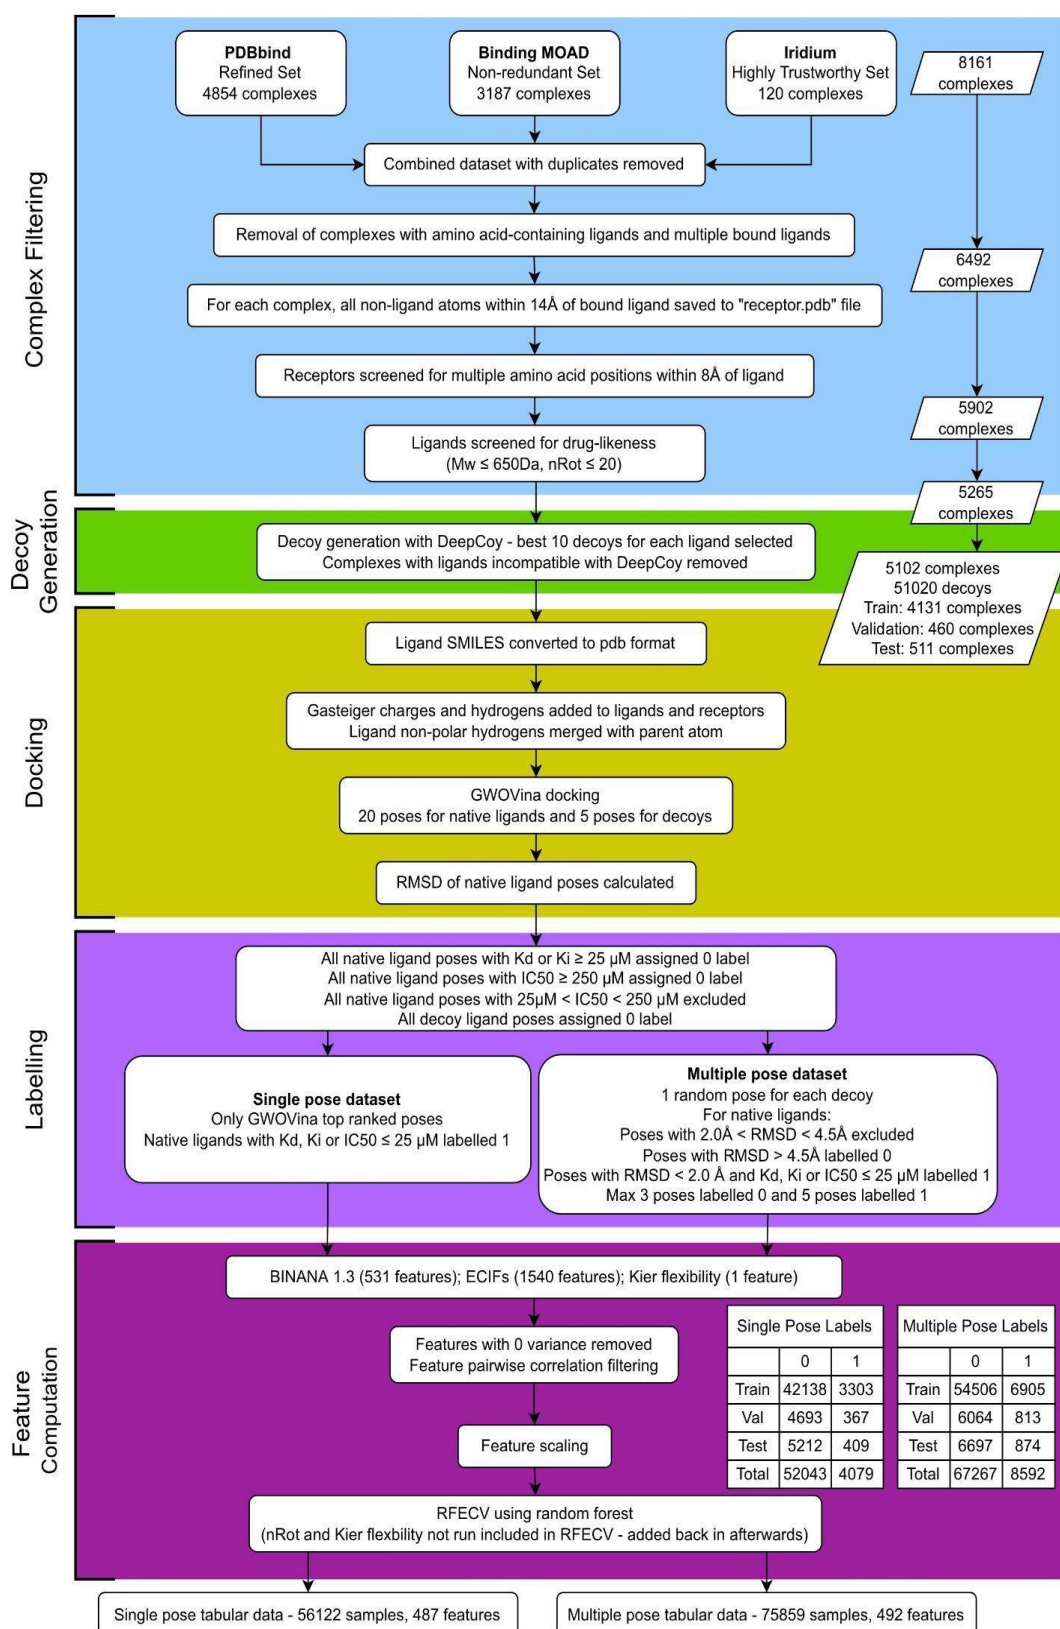 PDBbind
Refined Set
4854 complexes
Binding MOAD
Non-redundant Set
3187 complexes
Iridium
Highly Trustworthy Set
120 complexes
8161
complexes
Combined dataset with duplicates removed
Removal of complexes with amino acid-containing ligands and multiple bound ligands
6492
complexes
For each complex, all non-ligand atoms within 14Å of bound ligand saved to "receptor.pdb" file
Receptors screened for multiple amino acid positions within 8Å of ligand
5902
complexes
Ligands screened for drug-likeness
(Mw ≤ 650Da, nRot ≤ 20)
5265
complexes
Complex Filtering
Decoy generation with DeepCoy - best 10 decoys for each ligand selected
Complexes with ligands incompatible with DeepCoy removed
Decoy
Generation
5102 complexes
51020 decoys
Train: 4131 complexes
Validation: 460 complexes
Test: 511 complexes
Ligand SMILES converted to pdb format
Gasteiger charges and hydrogens added to ligands and receptors
Ligand non-polar hydrogens merged with parent atom
GWOVina docking
20 poses for native ligands and 5 poses for decoys
RMSD of native ligand poses calculated
Docking
All native ligand poses with Kd or Ki ≥ 25 µM assigned 0 label
All native ligand poses with IC50 ≥ 250 µM assigned 0 label
All native ligand poses with 25µM < IC50 < 250 µM excluded
All decoy ligand poses assigned 0 label
Labelling
Single pose dataset
Only GWOVina top ranked poses
Native ligands with Kd, Ki or IC50 ≤ 25 µM labelled 1
Multiple pose dataset
1 random pose for each decoy
For native ligands:
Poses with 2.0Å < RMSD < 4.5Å excluded
Poses with RMSD > 4.5Å labelled 0
Poses with RMSD < 2.0 Å and Kd, Ki or IC50 ≤ 25 µM labelled 1
Max 3 poses labelled 0 and 5 poses labelled 1
BINANA 1.3 (531 features); ECIFs (1540 features); Kier flexibility (1 feature)
Features with 0 variance removed
Feature pairwise correlation filtering
Feature scaling
RFECV using random forest
(nRot and Kier flexbility not run included in RFECV - added back in afterwards)
Feature
Computation
Single Pose Labels
0 1
Train 42138 3303
Val 4693 367
Test 5212 409
Total 52043 4079
Multiple Pose Labels
0 1
Train 54506 6905
Val 6064 813
Test 6697 874
Total 67267 8592
Single pose tabular data - 56122 samples, 487 features
Multiple pose tabular data - 75859 samples, 492 features